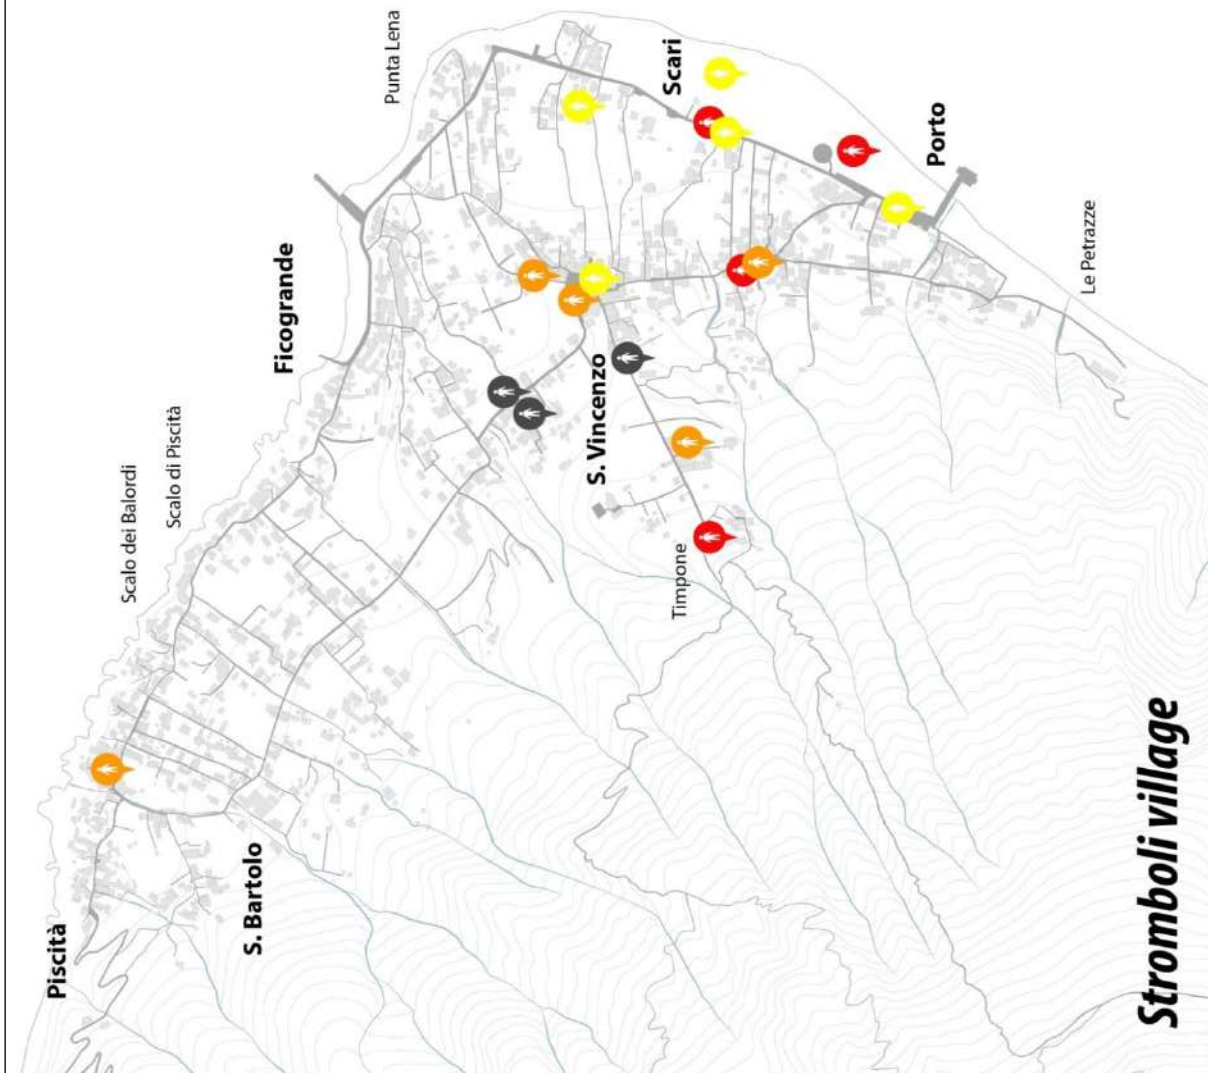 Punta Lena
Scari
Porto
Ficogrande
Le Petrazze
Scalo di Piscità
Scalo dei Balordi
S. Vincenzo
Timpone
Piscità
S. Bartolo
Stromboli village